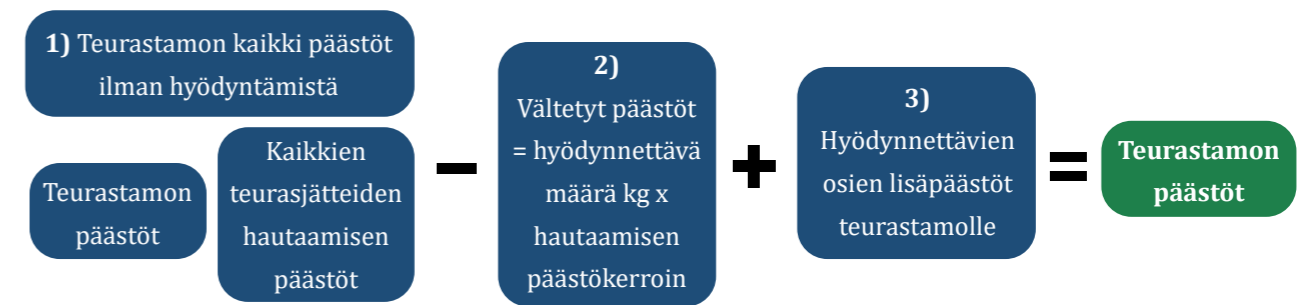 1) Teurastamon kaikki päästöt
ilman hyödyntämistä
Teurastamon
päästöt
Kaikkien
teurasjätteiden
hautaamisen
päästöt
–
2)
Vältetyt päästöt
= hyödynnettävä
määrä kg x
hautaamisen
päästökerroin
+
3)
Hyödynnettävien
osien lisäpäästöt
teurastamolle
=
Teurastamon
päästöt